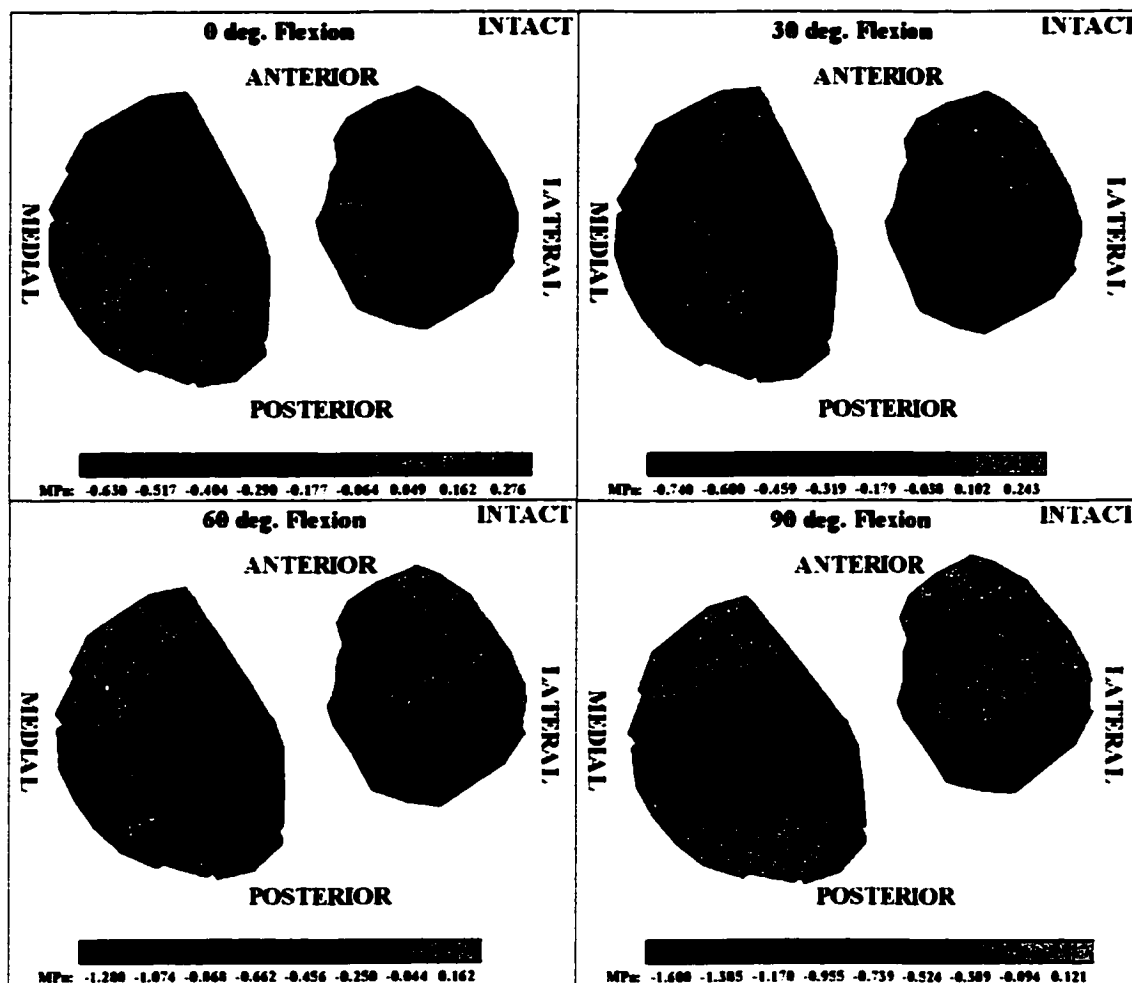 0 deg. Flexion INTACT
ANTERIOR
MEDIAL
LATERAL
POSTERIOR
MPa: -0.630 -0.517 -0.404 -0.290 -0.177 -0.064 0.049 0.162 0.276
30 deg. Flexion INTACT
ANTERIOR
MEDIAL
LATERAL
POSTERIOR
MPa: -0.740 -0.600 -0.459 -0.319 -0.179 -0.038 0.102 0.243
60 deg. Flexion INTACT
ANTERIOR
MEDIAL
LATERAL
POSTERIOR
MPa: -1.280 -1.074 -0.868 -0.662 -0.456 -0.250 -0.044 0.162
90 deg. Flexion INTACT
ANTERIOR
MEDIAL
LATERAL
POSTERIOR
MPa: -1.600 -1.385 -1.170 -0.955 -0.739 -0.524 -0.309 -0.094 0.121